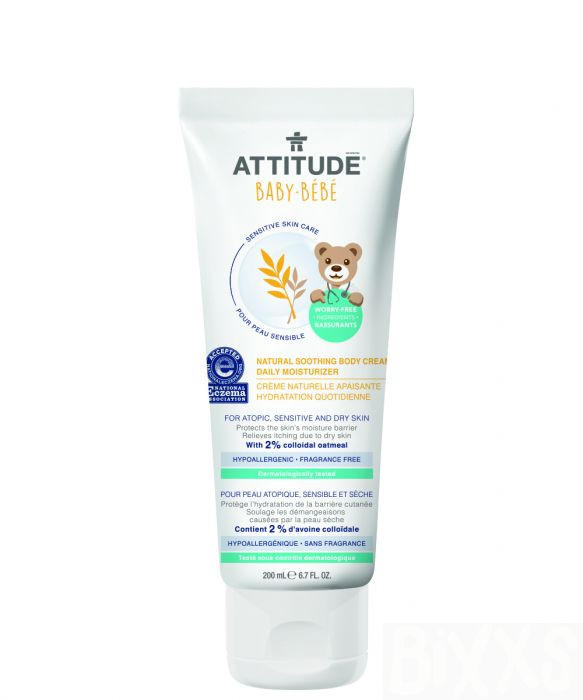 ATTITUDE
BABY·BÉBÉ
SENSITIVE SKIN CARE
POUR PEAU SENSIBLE
WORRY-FREE
• INGREDIENTS •
RASSURANTS
ACCEPTED
NATIONAL
Eczema
ASSOCIATION
NATURAL SOOTHING BODY CREAM
DAILY MOISTURIZER
CRÈME NATURELLE APAISANTE
HYDRATATION QUOTIDIENNE
FOR ATOPIC, SENSITIVE AND DRY SKIN
Protects the skin's moisture barrier
Relieves itching due to dry skin
With 2% colloidal oatmeal
HYPOALLERGENIC • FRAGRANCE FREE
Dermatologically tested
POUR PEAU ATOPIQUE, SENSIBLE ET SÈCHE
Protège l'hydratation de la barrière cutanée
Soulage les démangeaisons
causées par la peau sèche
Contient 2 % d'avoine colloïdale
HYPOALLERGÉNIQUE • SANS FRAGRANCE
Testé sous contrôle dermatologique
200 mL ℮ 6.7 FL. OZ.
BiXXS